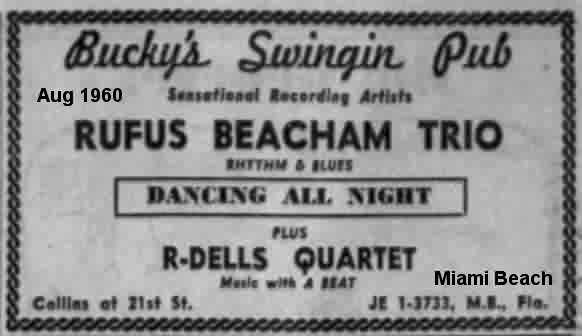 Bucky's Swingin Pub
Aug 1960
Sensational Recording Artists
RUFUS BEACHAM TRIO
RHYTHM & BLUES
DANCING ALL NIGHT
PLUS
R-DELLS QUARTET
Music with A BEAT
Miami Beach
Collins at 21st St. JE 1-3733, M.B., Fla.